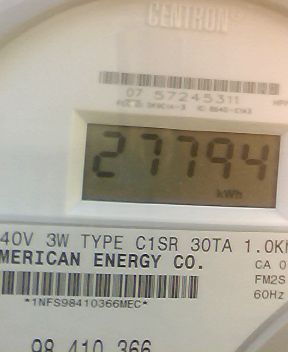 CENTRON®
07 57245311
27794
kWh
40V 3W TYPE C1SR 30TA 1.0K
MERICAN ENERGY CO.
CA 0
FM2S
60Hz
*1NFS98410366MEC*
98 410 366